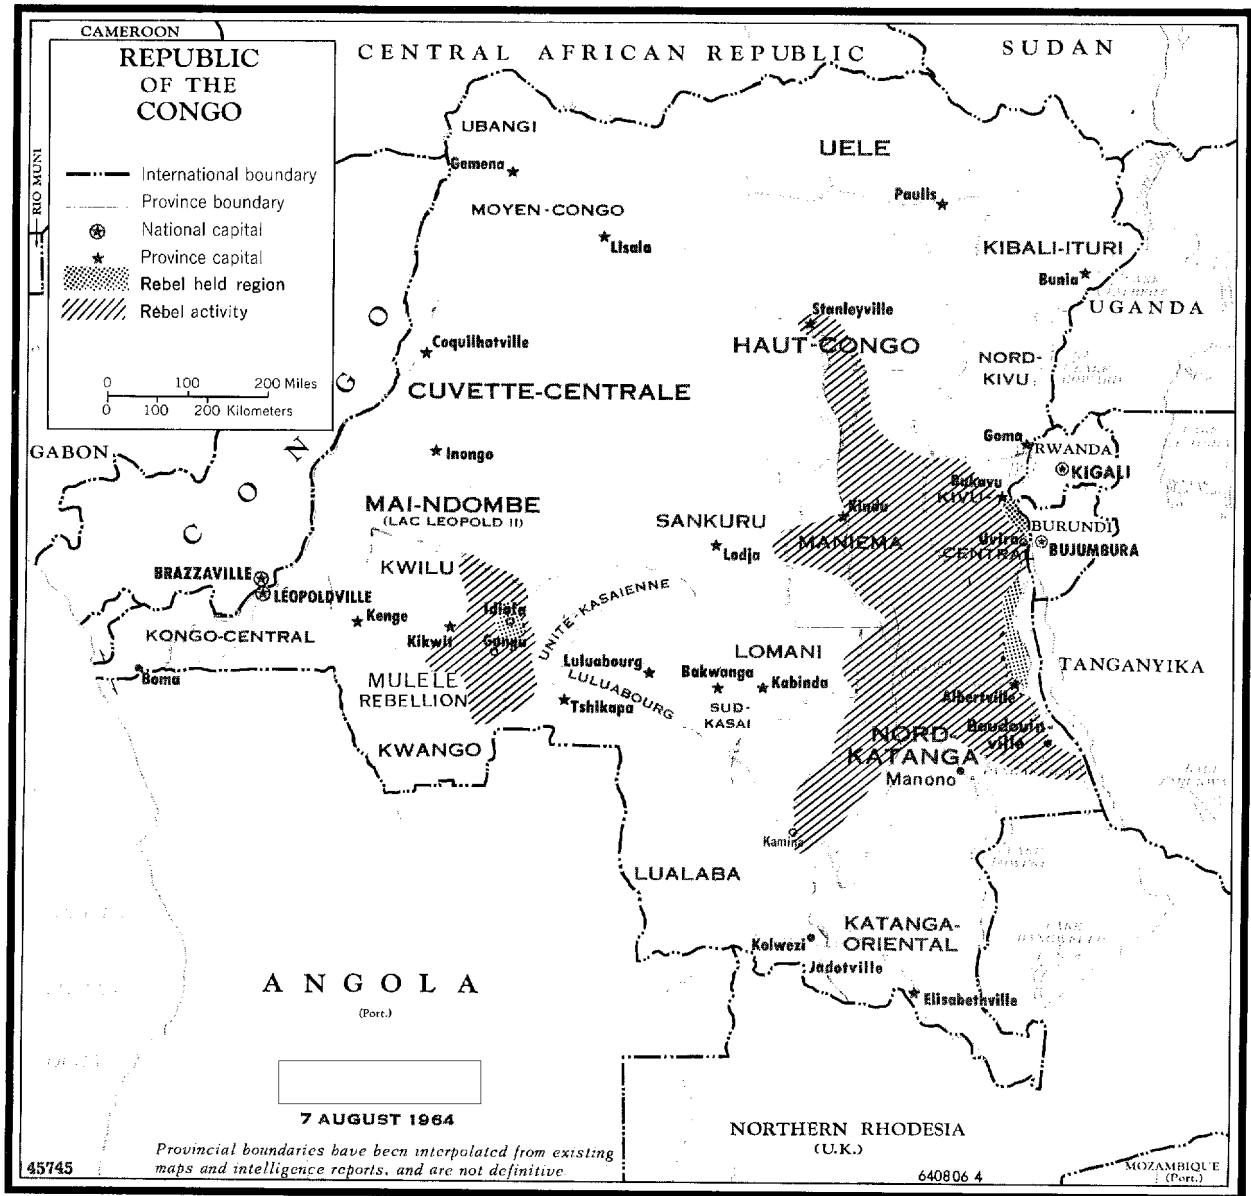 CAMEROON
REPUBLIC
OF THE
CONGO
International boundary
Province boundary
National capital
Province capital
Rebel held region
Rebel activity
0 100 200 Miles
0 100 200 Kilometers
RIO MUNI
CENTRAL AFRICAN REPUBLIC
SUDAN
UBANGI
Gemena
UELE
Paulis
MOYEN-CONGO
Lisala
KIBALI-ITURI
Bunia
UGANDA
Stanleyville
HAUT-CONGO
Coquilhatville
NORD-
KIVU
CUVETTE-CENTRALE
CONGO
GABON
Inongo
Goma
RWANDA
KIGALI
MAI-NDOMBE
(LAC LEOPOLD II)
Bukavu
KIVU-
CENTRAL
Kindu
SANKURU
Lodja
MANIEMA
Uvira
BURUNDI
BUJUMBURA
KWILU
BRAZZAVILLE
LÉOPOLDVILLE
Idiofa
UNITÉ-KASAIENNE
Kenge
KONGO-CENTRAL
Kikwit
Gungu
Boma
LOMANI
Luluabourg
Bakwanga
Kabinda
TANGANYIKA
MULELE
REBELLION
LULUABOURG
Tshikapa
SUD-
KASAI
Albertville
KWANGO
NORD-
KATANGA
Baudouin-
ville
Manono
Kamina
LUALABA
KATANGA-
ORIENTAL
Kolwezi
Jadotville
Elisabethville
ANGOLA
(Port.)
7 AUGUST 1964
NORTHERN RHODESIA
(U.K.)
Provincial boundaries have been interpolated from existing
maps and intelligence reports, and are not definitive
45745
640806 4
MOZAMBIQUE
(Port.)